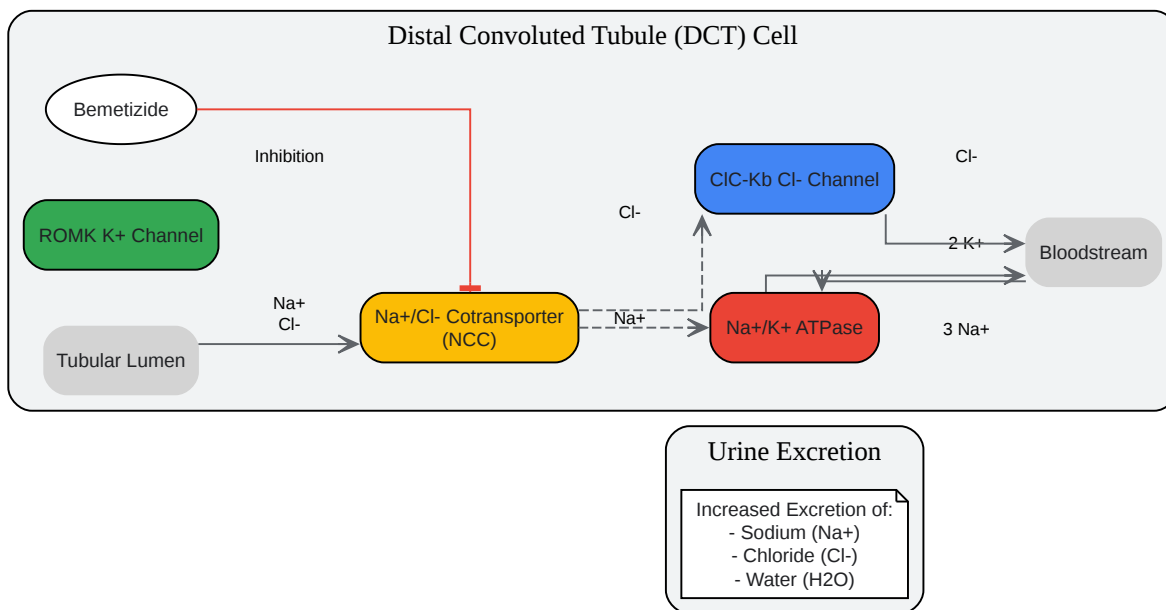 Distal Convoluted Tubule (DCT) Cell
Bemetizide
Inhibition
Cl-
ClC-Kb Cl- Channel
Cl-
ROMK K+ Channel
2 K+
Bloodstream
Na+
Cl-
Na+/Cl- Cotransporter
(NCC)
Na+
Na+/K+ ATPase
3 Na+
Tubular Lumen
Urine Excretion
Increased Excretion of:
- Sodium (Na+)
- Chloride (Cl-)
- Water (H2O)